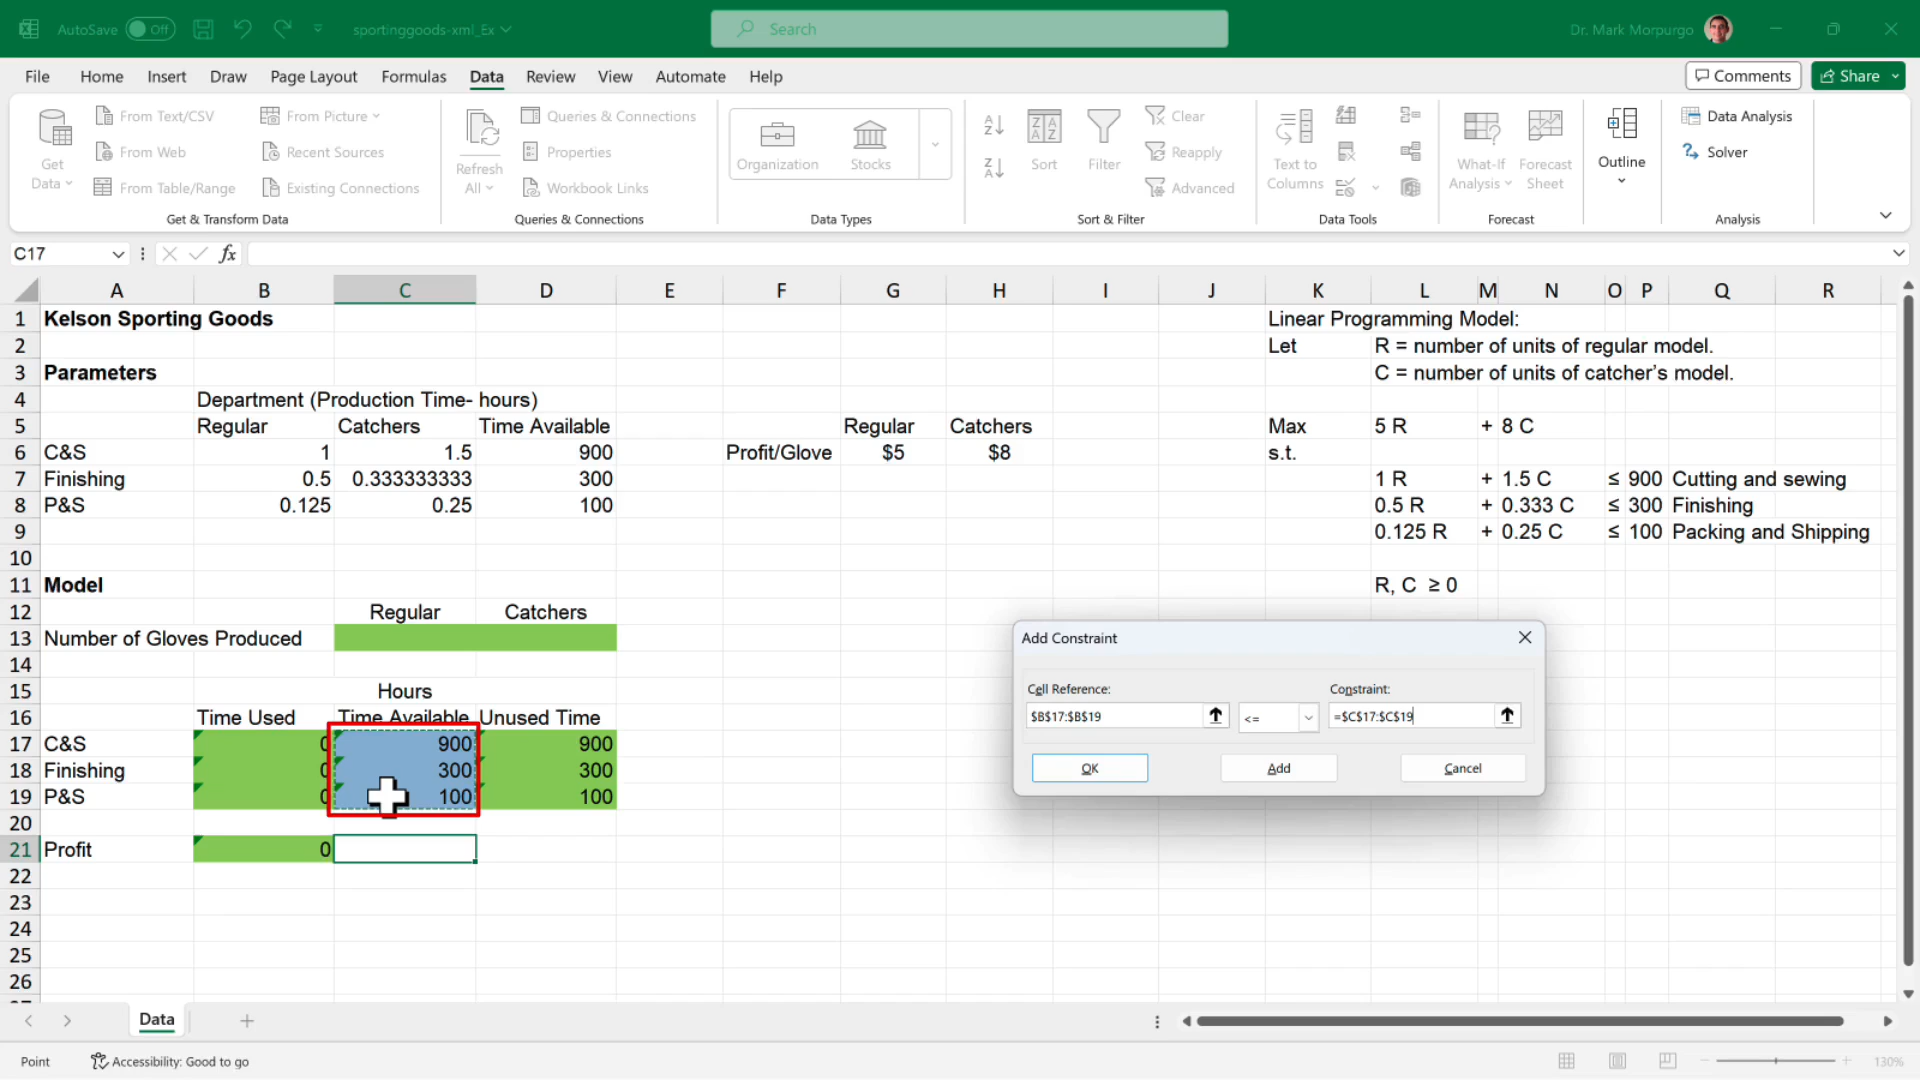 AutoSave Off sportinggoods-xml_Ex Search Dr. Mark Morpurgo
File Home Insert Draw Page Layout Formulas Data Review View Automate Help Comments Share
Get Data
From Text/CSV
From Web
From Table/Range
From Picture
Recent Sources
Existing Connections
Get & Transform Data
Refresh All
Queries & Connections
Properties
Workbook Links
Queries & Connections
Organization Stocks
Data Types
Sort Filter
Clear
Reapply
Advanced
Sort & Filter
Text to Columns
Data Tools
What-If Analysis
Forecast Sheet
Forecast
Outline
Data Analysis
Solver
Analysis
C17 fx
A B C D E F G H I J K L M N O P Q R
1 Kelson Sporting Goods Linear Programming Model:
2 Let R = number of units of regular model.
3 Parameters C = number of units of catcher’s model.
4 Department (Production Time- hours)
5 Regular Catchers Time Available Regular Catchers Max 5 R + 8 C
6 C&S 1 1.5 900 Profit/Glove $5 $8 s.t.
7 Finishing 0.5 0.333333333 300 1 R + 1.5 C ≤ 900 Cutting and sewing
8 P&S 0.125 0.25 100 0.5 R + 0.333 C ≤ 300 Finishing
9 0.125 R + 0.25 C ≤ 100 Packing and Shipping
10
11 Model R, C ≥ 0
12 Regular Catchers
13 Number of Gloves Produced
14
15 Hours
16 Time Used Time Available Unused Time
17 C&S 0 900 900
18 Finishing 0 300 300
19 P&S 0 100 100
20
21 Profit 0
22
23
24
25
26
Add Constraint
Cell Reference: Constraint:
$B$17:$B$19 <= =$C$17:$C$19
OK Add Cancel
Data
Point Accessibility: Good to go 130%